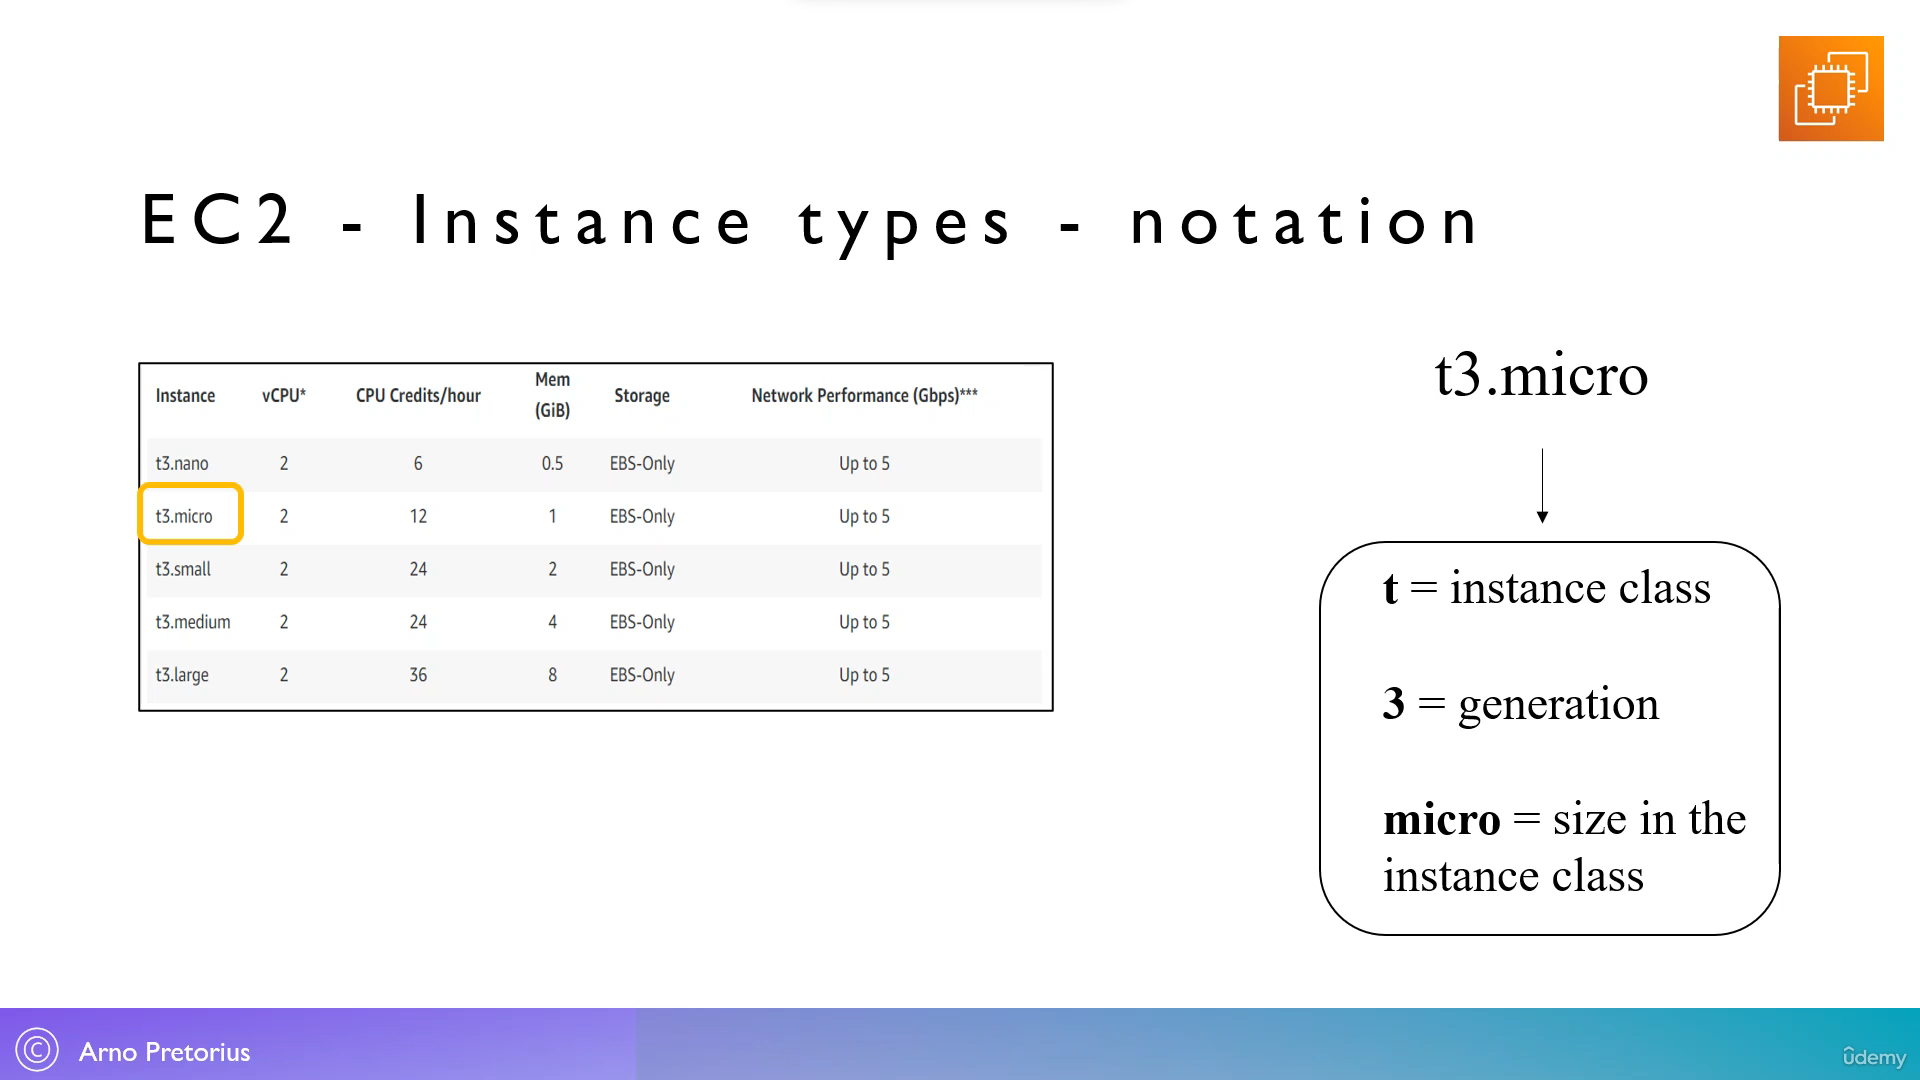 EC2 - Instance types - notation
Instance vCPU* CPU Credits/hour Mem (GiB) Storage Network Performance (Gbps)***
t3.nano 2 6 0.5 EBS-Only Up to 5
t3.micro 2 12 1 EBS-Only Up to 5
t3.small 2 24 2 EBS-Only Up to 5
t3.medium 2 24 4 EBS-Only Up to 5
t3.large 2 36 8 EBS-Only Up to 5
t3.micro
t = instance class
3 = generation
micro = size in the
instance class
© Arno Pretorius
udemy